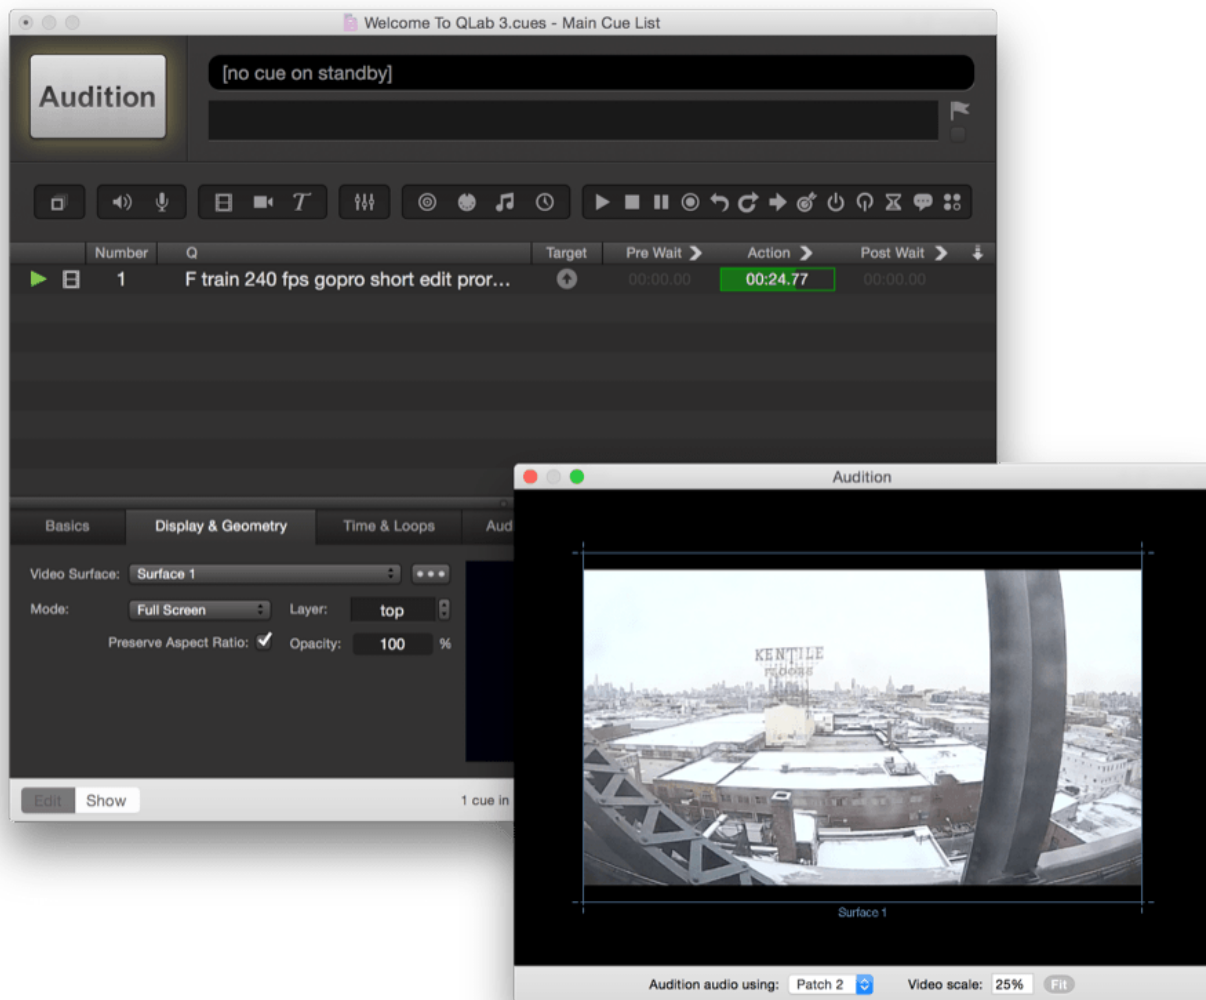 Welcome To QLab 3.cues - Main Cue List
Audition
[no cue on standby]
T
Number Q Target Pre Wait Action Post Wait
1 F train 240 fps gopro short edit pror... 00:00.00 00:24.77 00:00.00
Basics Display & Geometry Time & Loops Aud
Video Surface: Surface 1
Mode: Full Screen Layer: top
Preserve Aspect Ratio: Opacity: 100 %
Edit Show 1 cue in
Audition
KENTILE
FLOORS
Surface 1
Audition audio using: Patch 2 Video scale: 25% Fit